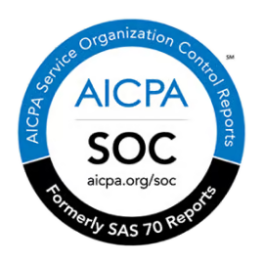 AICPA Service Organization Control Reports
SM
AICPA
SOC
aicpa.org/soc
Formerly SAS 70 Reports